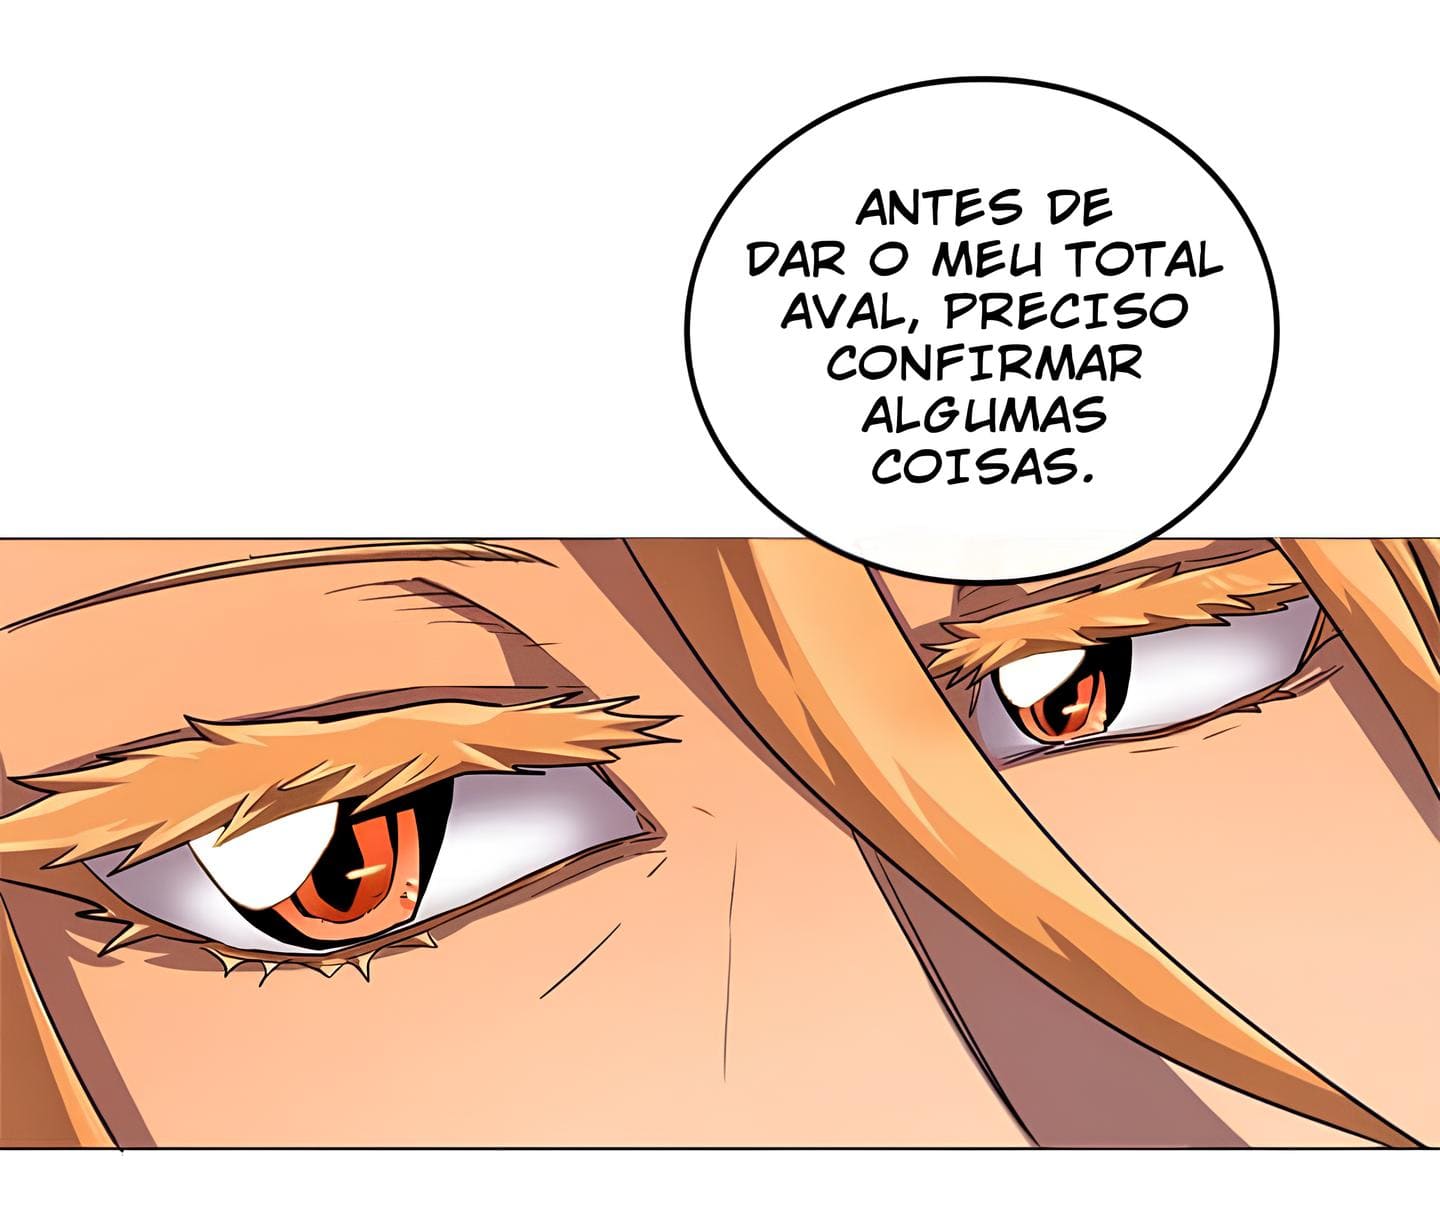 ANTES DE
DAR O MEU TOTAL
AVAL, PRECISO
CONFIRMAR
ALGUMAS
COISAS.